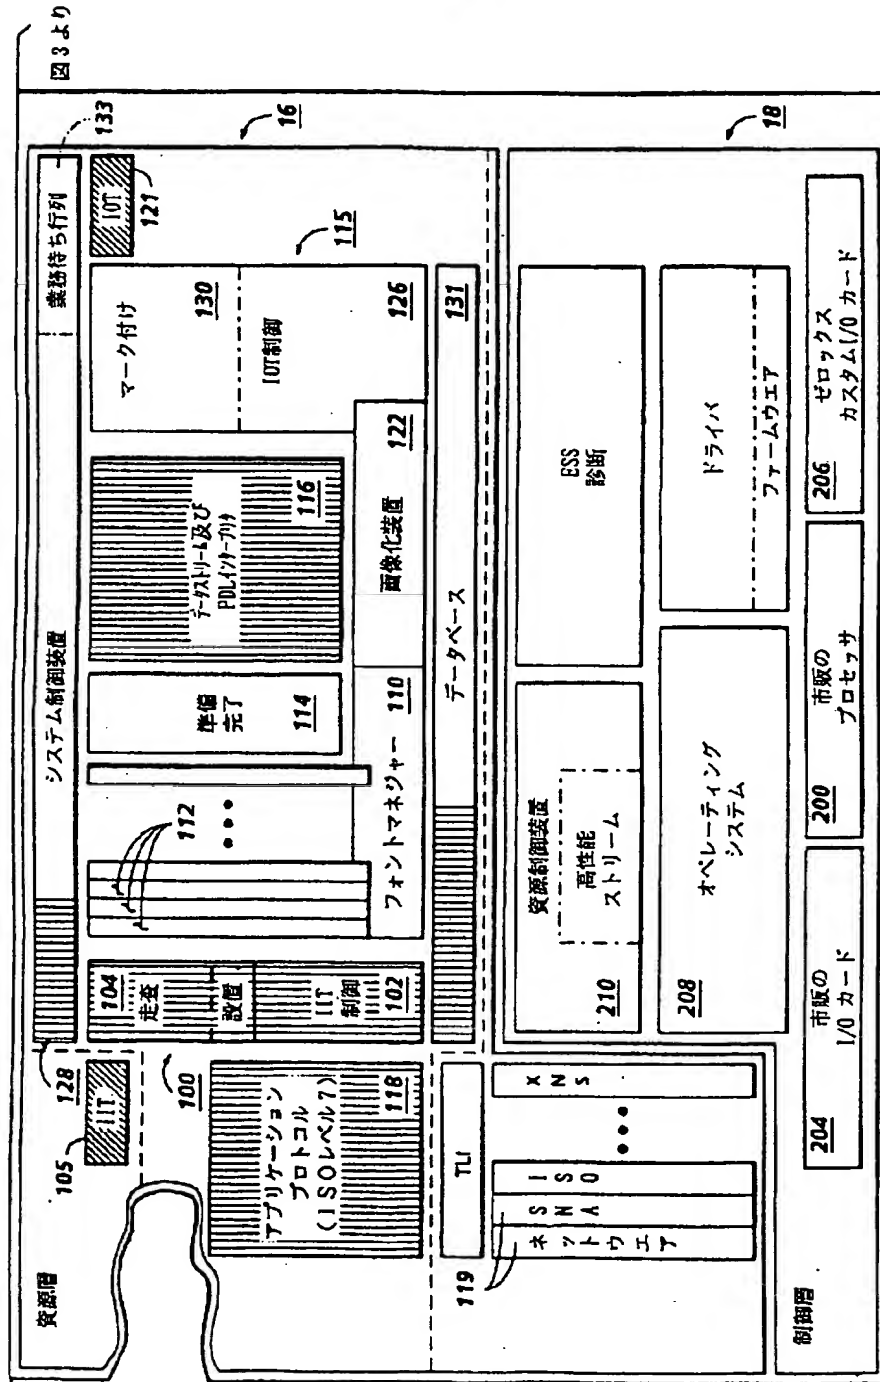 図3より
資源層
16
システム制御装置
業務待ち行列
133
128
IIT
105
IOT
121
100
104
走査
設置
IIT
制御
102
112
準備
完了
114
データストリーム及び
PDLインタープリタ
116
マーク付け
130
115
IOT制御
126
フォントマネジャー
110
画像化装置
122
アプリケーション
プロトコル
(ISOレベル7)
118
データベース
131
TLI
119
ネットウエア
SNAO
ISO
XNS
制御層
18
資源制御装置
高性能
ストリーム
210
ESS
診断
オペレーティング
システム
208
ドライバ
ファームウエア
204
市販の
I/Oカード
200
市販の
プロセッサ
206
ゼロックス
カスタムI/Oカード